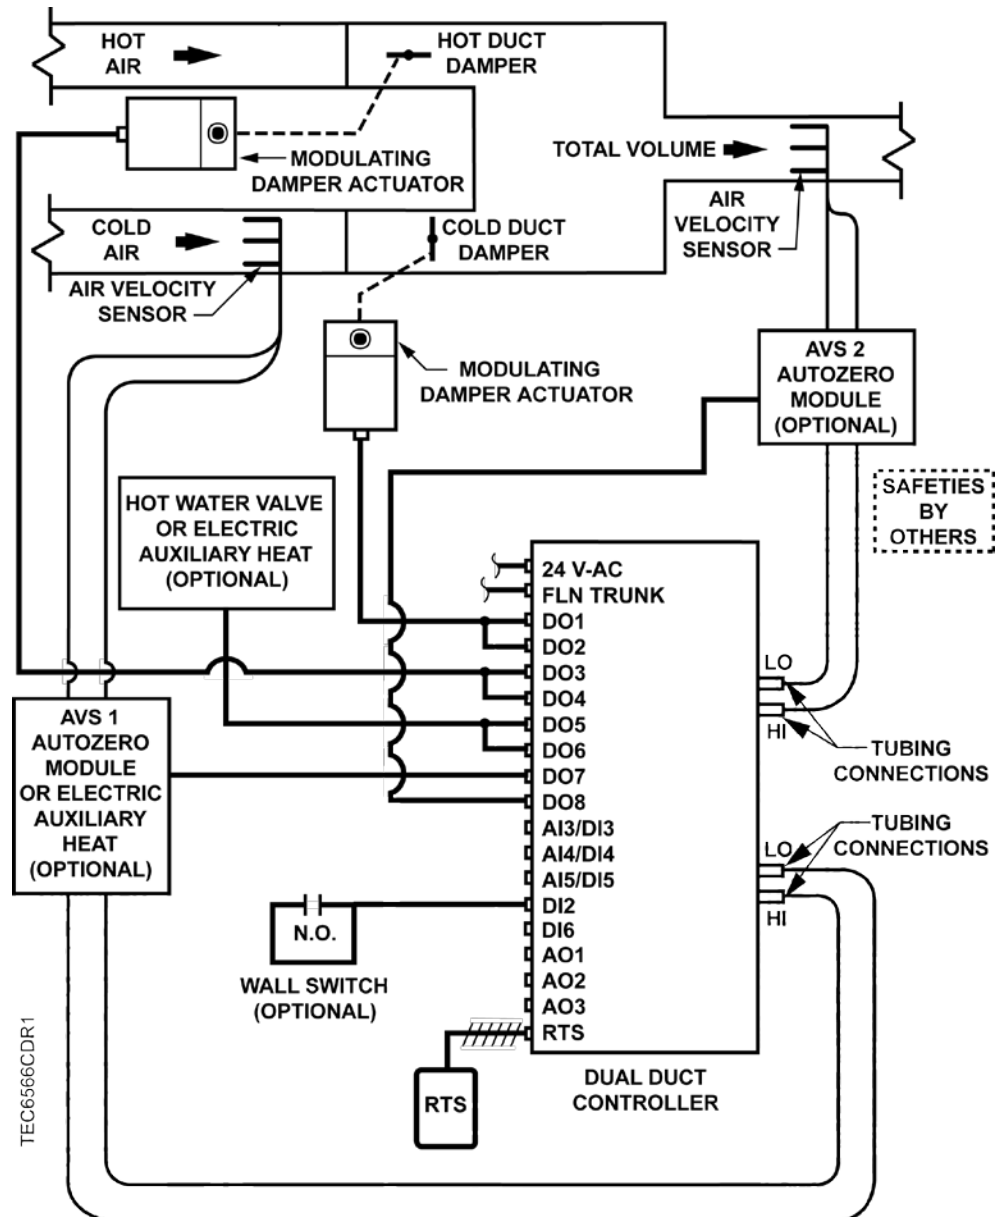 HOT
AIR
HOT DUCT
DAMPER
MODULATING
DAMPER ACTUATOR
TOTAL VOLUME
AIR
VELOCITY
SENSOR
COLD
AIR
COLD DUCT
DAMPER
AIR VELOCITY
SENSOR
MODULATING
DAMPER ACTUATOR
AVS 2
AUTOZERO
MODULE
(OPTIONAL)
SAFETIES
BY
OTHERS
HOT WATER VALVE
OR ELECTRIC
AUXILIARY HEAT
(OPTIONAL)
24 V-AC
FLN TRUNK
DO1
DO2
DO3
DO4
DO5
DO6
DO7
DO8
AI3/DI3
AI4/DI4
AI5/DI5
DI2
DI6
AO1
AO2
AO3
RTS
LO
HI
TUBING
CONNECTIONS
LO
HI
TUBING
CONNECTIONS
AVS 1
AUTOZERO
MODULE
OR ELECTRIC
AUXILIARY
HEAT
(OPTIONAL)
N.O.
WALL SWITCH
(OPTIONAL)
RTS
DUAL DUCT
CONTROLLER
TEC6566CDR1